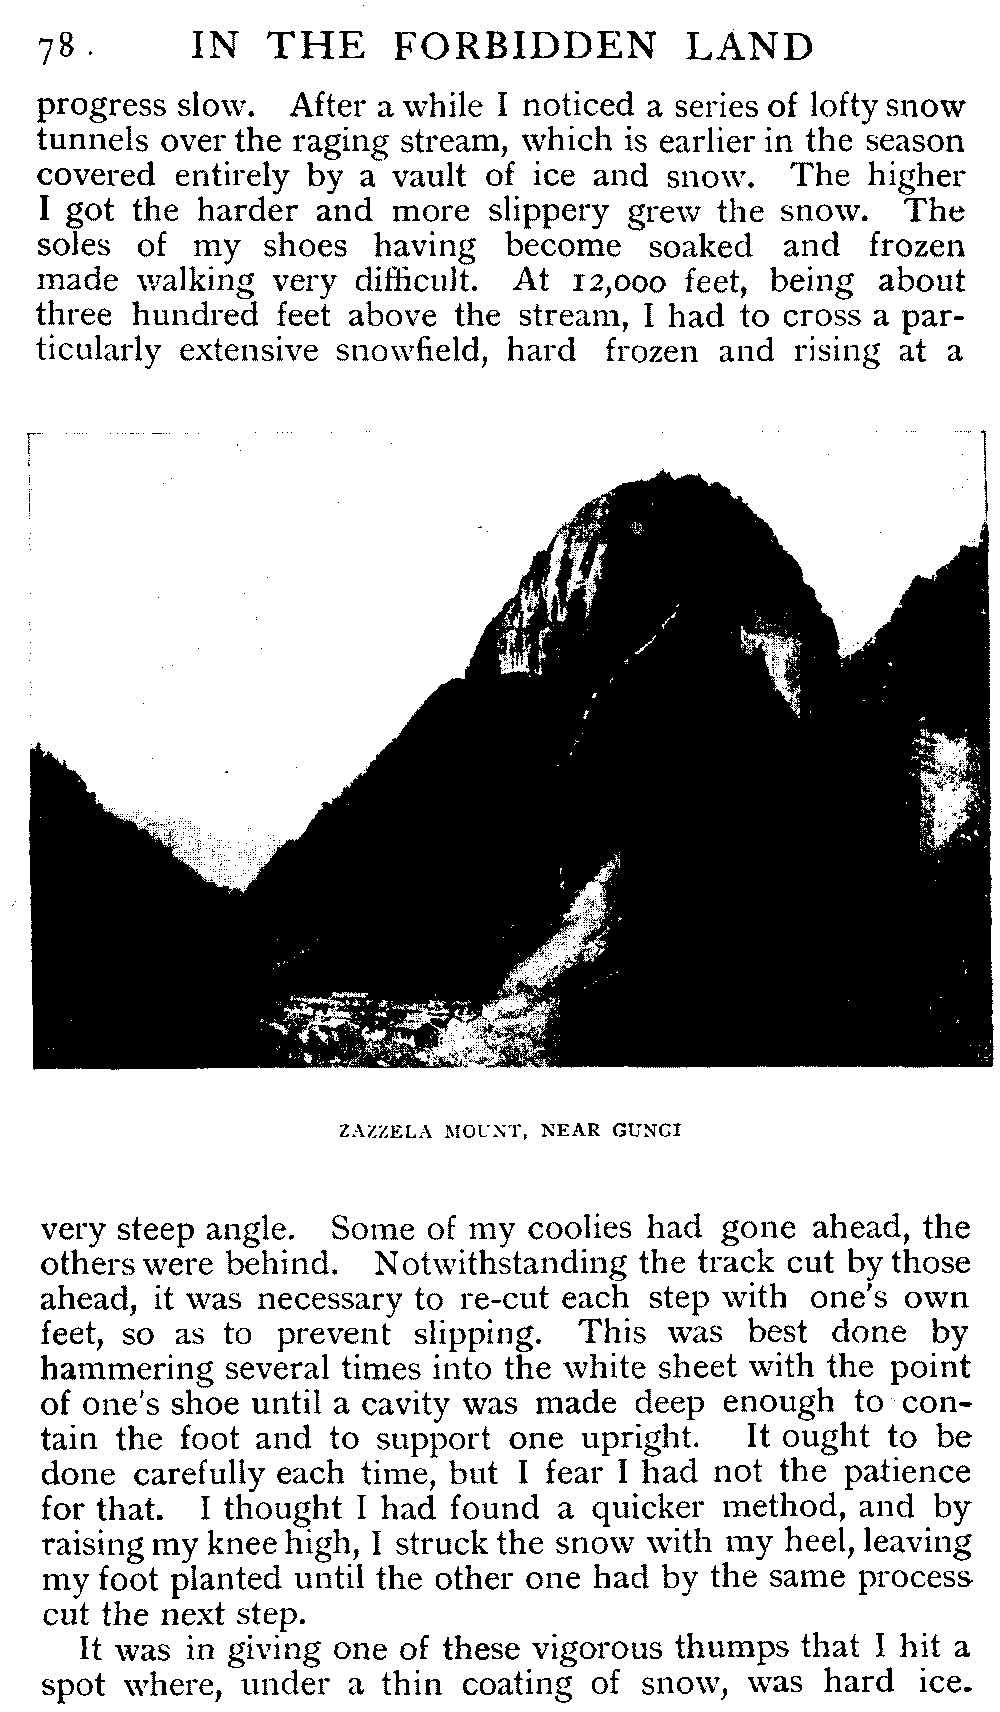 78. IN THE FORBIDDEN LAND
progress slow. After a while I noticed a series of lofty snow
tunnels over the raging stream, which is earlier in the season
covered entirely by a vault of ice and snow. The higher
I got the harder and more slippery grew the snow. The
soles of my shoes having become soaked and frozen
made walking very difficult. At 12,000 feet, being about
three hundred feet above the stream, I had to cross a par-
ticularly extensive snowfield, hard frozen and rising at a
ZAZZELA MOUNT, NEAR GUNGI
very steep angle. Some of my coolies had gone ahead, the
others were behind. Notwithstanding the track cut by those
ahead, it was necessary to re-cut each step with one's own
feet, so as to prevent slipping. This was best done by
hammering several times into the white sheet with the point
of one's shoe until a cavity was made deep enough to con-
tain the foot and to support one upright. It ought to be
done carefully each time, but I fear I had not the patience
for that. I thought I had found a quicker method, and by
raising my knee high, I struck the snow with my heel, leaving
my foot planted until the other one had by the same process
cut the next step.
It was in giving one of these vigorous thumps that I hit a
spot where, under a thin coating of snow, was hard ice.